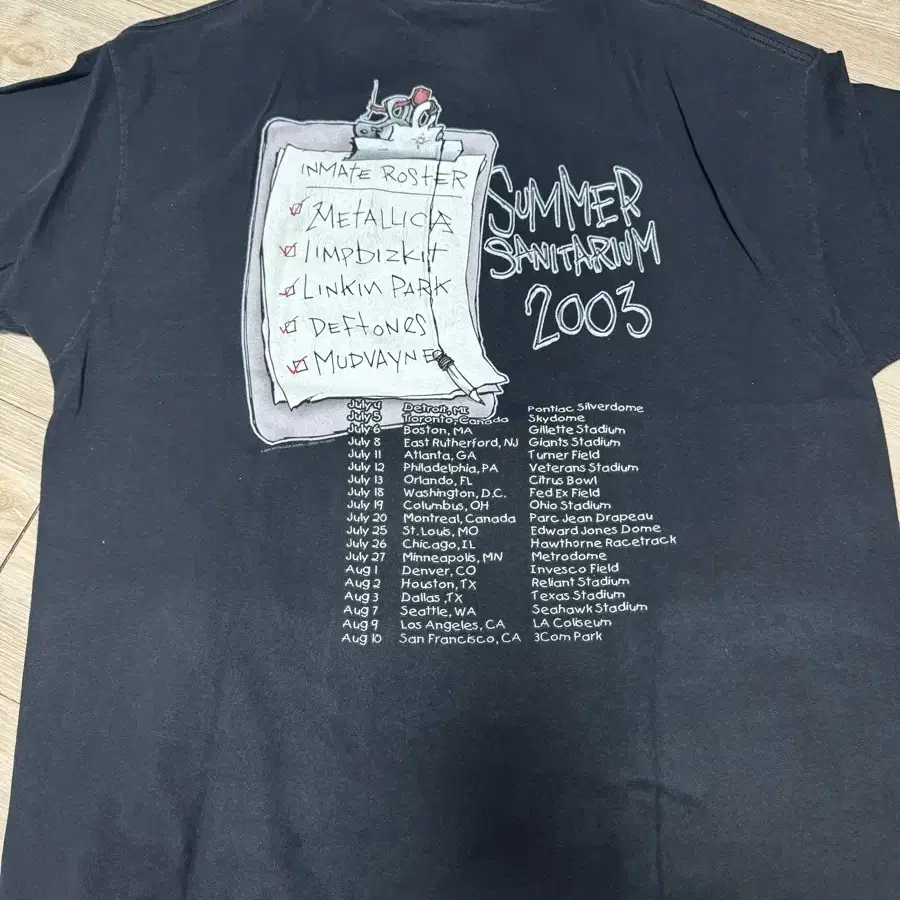 INMATE ROSTER
METALLICA
limpbizkit
LINKIN PARK
DEFTONES
MUDVAYNE
SUMMER
SANITARIUM
2003
July 4 Detroit, MI Pontiac Silverdome
July 5 Toronto, Canada Skydome
July 6 Boston, MA Gillette Stadium
July 8 East Rutherford, NJ Giants Stadium
July 11 Atlanta, GA Turner Field
July 12 Philadelphia, PA Veterans Stadium
July 13 Orlando, FL Citrus Bowl
July 18 Washington, D.C. Fed Ex Field
July 19 Columbus, OH Ohio Stadium
July 20 Montreal, Canada Parc Jean Drapeau
July 25 St. Louis, MO Edward Jones Dome
July 26 Chicago, IL Hawthorne Racetrack
July 27 Minneapolis, MN Metrodome
Aug 1 Denver, CO Invesco Field
Aug 2 Houston, TX Reliant Stadium
Aug 3 Dallas ,TX Texas Stadium
Aug 7 Seattle, WA Seahawk Stadium
Aug 9 Los Angeles, CA LA Coliseum
Aug 10 San Francisco, CA 3Com Park